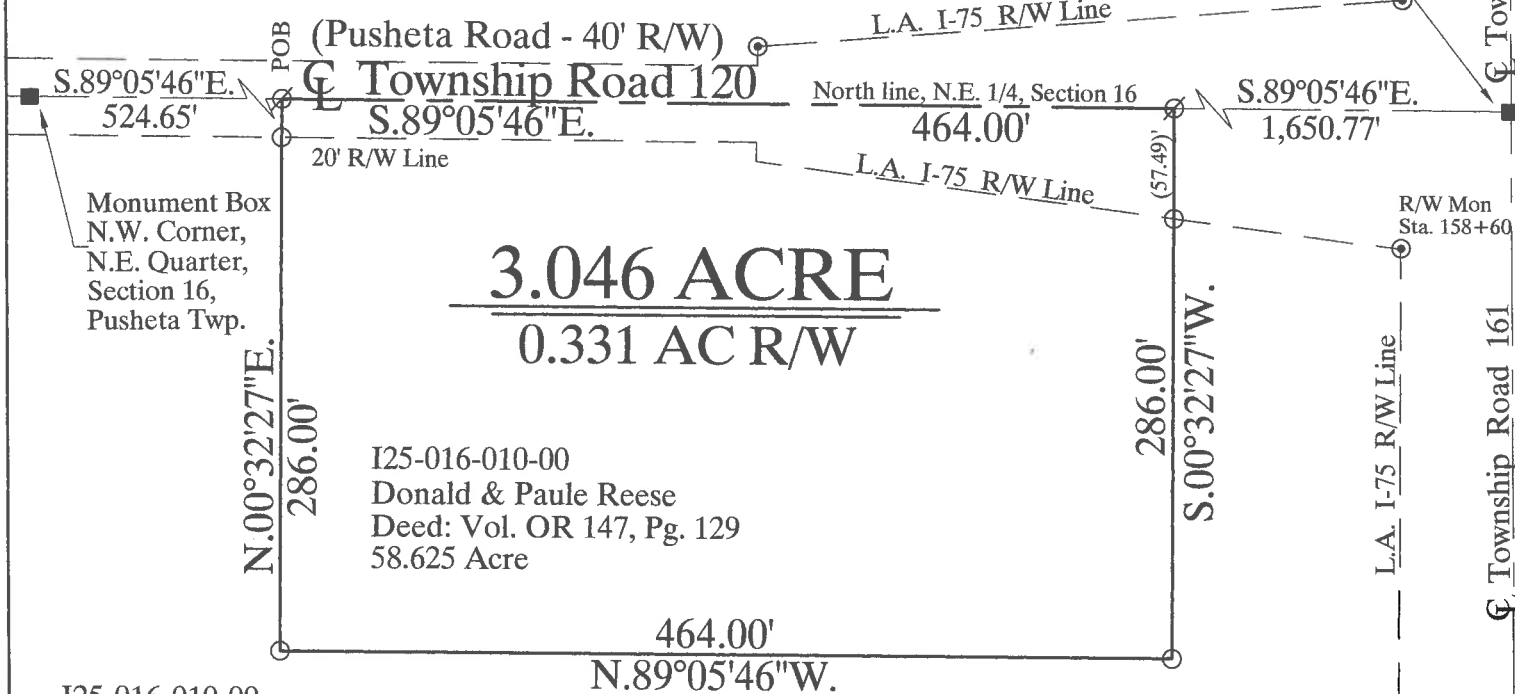 POB
(Pusheta Road - 40' R/W)
L.A. I-75 R/W Line
℄ Tow
S.89°05'46"E.
524.65'
℄ Township Road 120
S.89°05'46"E.
North line, N.E. 1/4, Section 16
464.00'
S.89°05'46"E.
1,650.77'
20' R/W Line
L.A. I-75 R/W Line
(57.49)'
Monument Box
N.W. Corner,
N.E. Quarter,
Section 16,
Pusheta Twp.
R/W Mon
Sta. 158+60
3.046 ACRE
0.331 AC R/W
N.00°32'27"E.
286.00'
286.00'
S.00°32'27"W.
L.A. I-75 R/W Line
℄ Township Road 161
I25-016-010-00
Donald & Paule Reese
Deed: Vol. OR 147, Pg. 129
58.625 Acre
464.00'
N.89°05'46"W.
I25-016-010-00